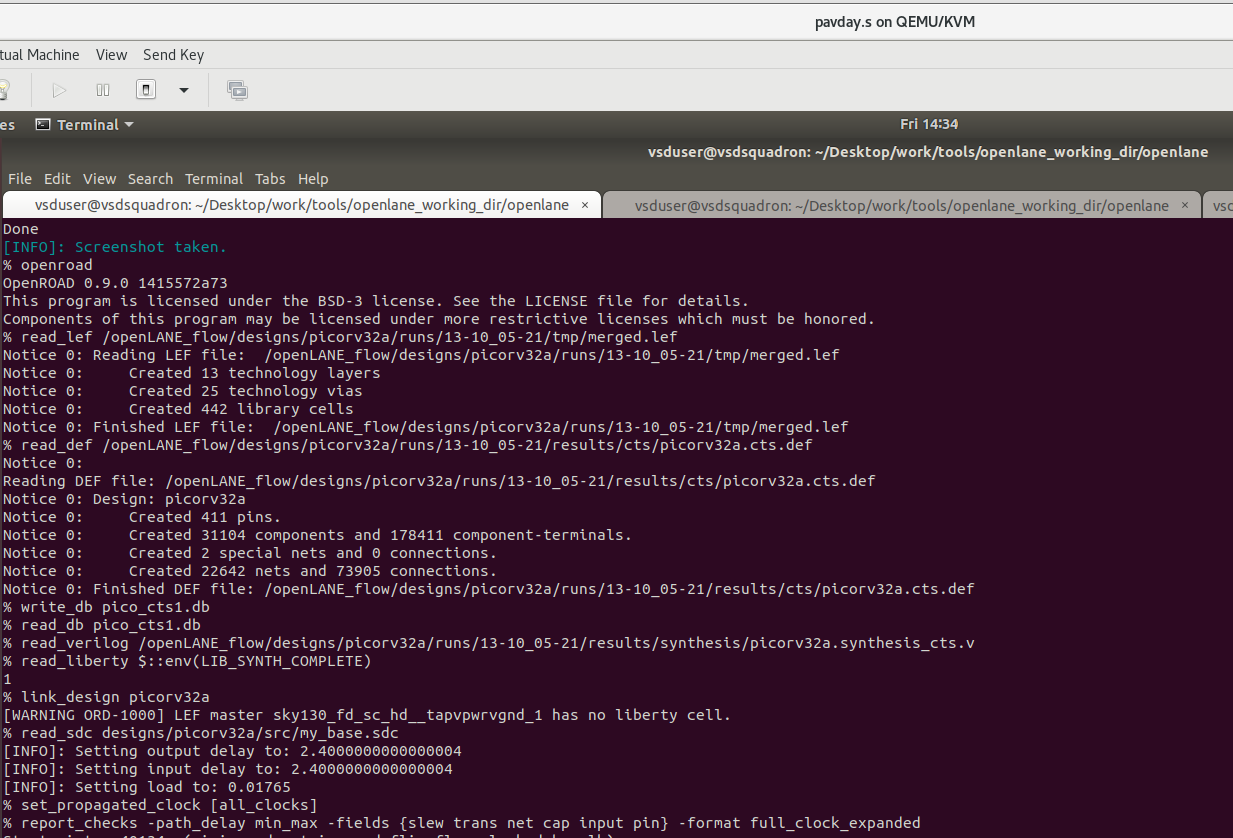 pavday.s on QEMU/KVM
tual Machine View Send Key
es Terminal Fri 14:34
vsduser@vsdsquadron: ~/Desktop/work/tools/openlane_working_dir/openlane
File Edit View Search Terminal Tabs Help
vsduser@vsdsquadron: ~/Desktop/work/tools/openlane_working_dir/openlane × vsduser@vsdsquadron: ~/Desktop/work/tools/openlane_working_dir/openlane × vsd
Done
[INFO]: Screenshot taken.
% openroad
OpenROAD 0.9.0 1415572a73
This program is licensed under the BSD-3 license. See the LICENSE file for details.
Components of this program may be licensed under more restrictive licenses which must be honored.
% read_lef /openLANE_flow/designs/picorv32a/runs/13-10_05-21/tmp/merged.lef
Notice 0: Reading LEF file:  /openLANE_flow/designs/picorv32a/runs/13-10_05-21/tmp/merged.lef
Notice 0:     Created 13 technology layers
Notice 0:     Created 25 technology vias
Notice 0:     Created 442 library cells
Notice 0: Finished LEF file:  /openLANE_flow/designs/picorv32a/runs/13-10_05-21/tmp/merged.lef
% read_def /openLANE_flow/designs/picorv32a/runs/13-10_05-21/results/cts/picorv32a.cts.def
Notice 0:
Reading DEF file: /openLANE_flow/designs/picorv32a/runs/13-10_05-21/results/cts/picorv32a.cts.def
Notice 0: Design: picorv32a
Notice 0:     Created 411 pins.
Notice 0:     Created 31104 components and 178411 component-terminals.
Notice 0:     Created 2 special nets and 0 connections.
Notice 0:     Created 22642 nets and 73905 connections.
Notice 0: Finished DEF file: /openLANE_flow/designs/picorv32a/runs/13-10_05-21/results/cts/picorv32a.cts.def
% write_db pico_cts1.db
% read_db pico_cts1.db
% read_verilog /openLANE_flow/designs/picorv32a/runs/13-10_05-21/results/synthesis/picorv32a.synthesis_cts.v
% read_liberty $::env(LIB_SYNTH_COMPLETE)
1
% link_design picorv32a
[WARNING ORD-1000] LEF master sky130_fd_sc_hd__tapvpwrvgnd_1 has no liberty cell.
% read_sdc designs/picorv32a/src/my_base.sdc
[INFO]: Setting output delay to: 2.4000000000000004
[INFO]: Setting input delay to: 2.4000000000000004
[INFO]: Setting load to: 0.01765
% set_propagated_clock [all_clocks]
% report_checks -path_delay min_max -fields {slew trans net cap input pin} -format full_clock_expanded